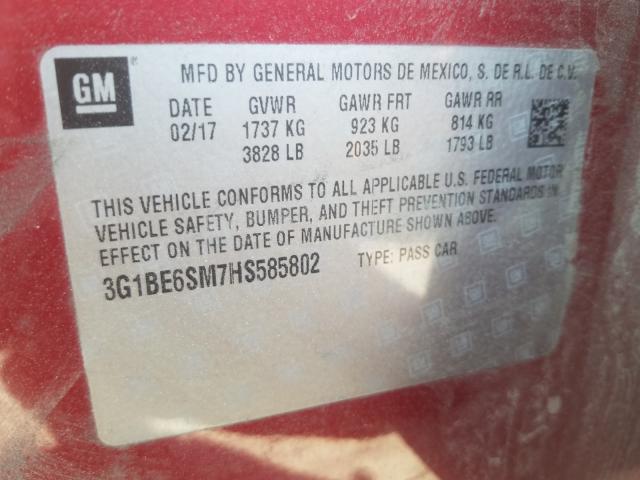 GM
MFD BY GENERAL MOTORS DE MEXICO, S. DE R.L. DE C.V.
DATE GVWR GAWR FRT GAWR RR
02/17 1737 KG 923 KG 814 KG
3828 LB 2035 LB 1793 LB
THIS VEHICLE CONFORMS TO ALL APPLICABLE U.S. FEDERAL MOTOR
VEHICLE SAFETY, BUMPER, AND THEFT PREVENTION STANDARDS IN
EFFECT ON THE DATE OF MANUFACTURE SHOWN ABOVE.
3G1BE6SM7HS585802 TYPE: PASS CAR